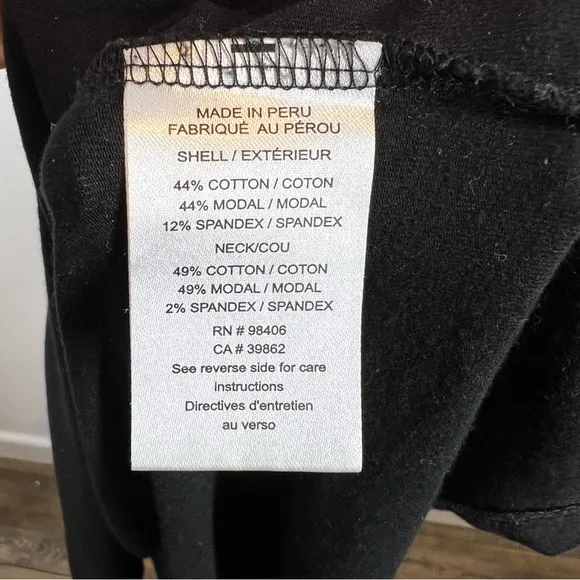 MADE IN PERU
FABRIQUÉ AU PÉROU
SHELL / EXTÉRIEUR
44% COTTON / COTON
44% MODAL / MODAL
12% SPANDEX / SPANDEX
NECK/COU
49% COTTON / COTON
49% MODAL / MODAL
2% SPANDEX / SPANDEX
RN # 98406
CA # 39862
See reverse side for care
instructions
Directives d'entretien
au verso